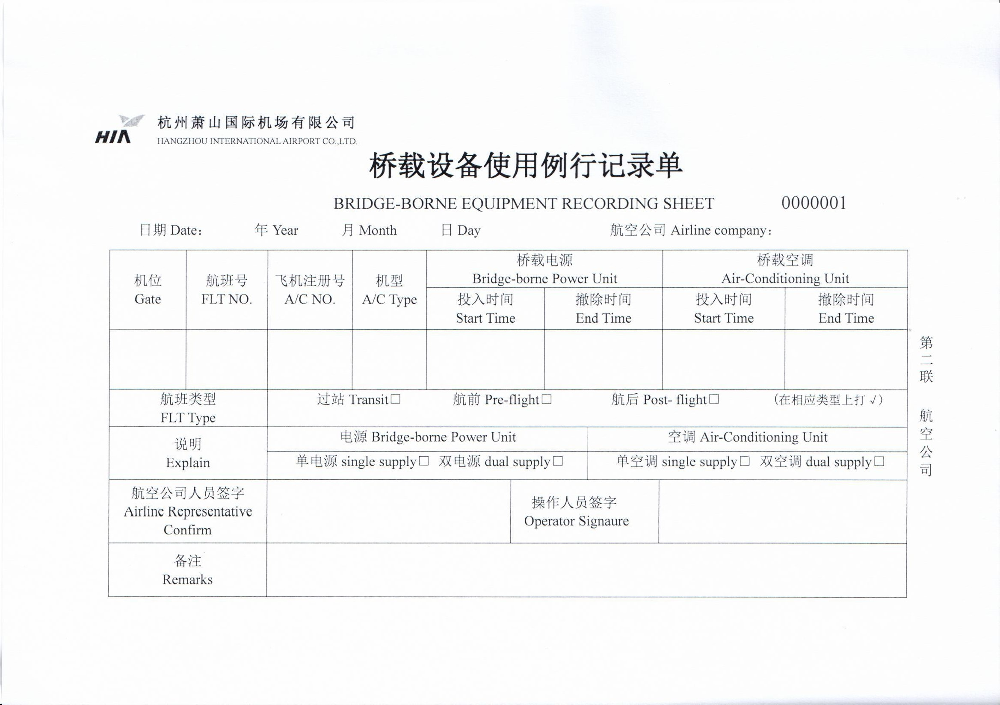 HIA
杭州萧山国际机场有限公司
HANGZHOU INTERNATIONAL AIRPORT CO.,LTD.
桥载设备使用例行记录单
BRIDGE-BORNE EQUIPMENT RECORDING SHEET 0000001
日期 Date： 年 Year 月 Month 日 Day 航空公司 Airline company：
机位
Gate
航班号
FLT NO.
飞机注册号
A/C NO.
机型
A/C Type
桥载电源
Bridge-borne Power Unit
桥载空调
Air-Conditioning Unit
投入时间
Start Time
撤除时间
End Time
投入时间
Start Time
撤除时间
End Time
航班类型
FLT Type
过站 Transit□ 航前 Pre-flight□ 航后 Post- flight□ （在相应类型上打 √）
说明
Explain
电源 Bridge-borne Power Unit
空调 Air-Conditioning Unit
单电源 single supply□ 双电源 dual supply□
单空调 single supply□ 双空调 dual supply□
航空公司人员签字
Airline Representative
Confirm
操作人员签字
Operator Signaure
备注
Remarks
第二联 航空公司